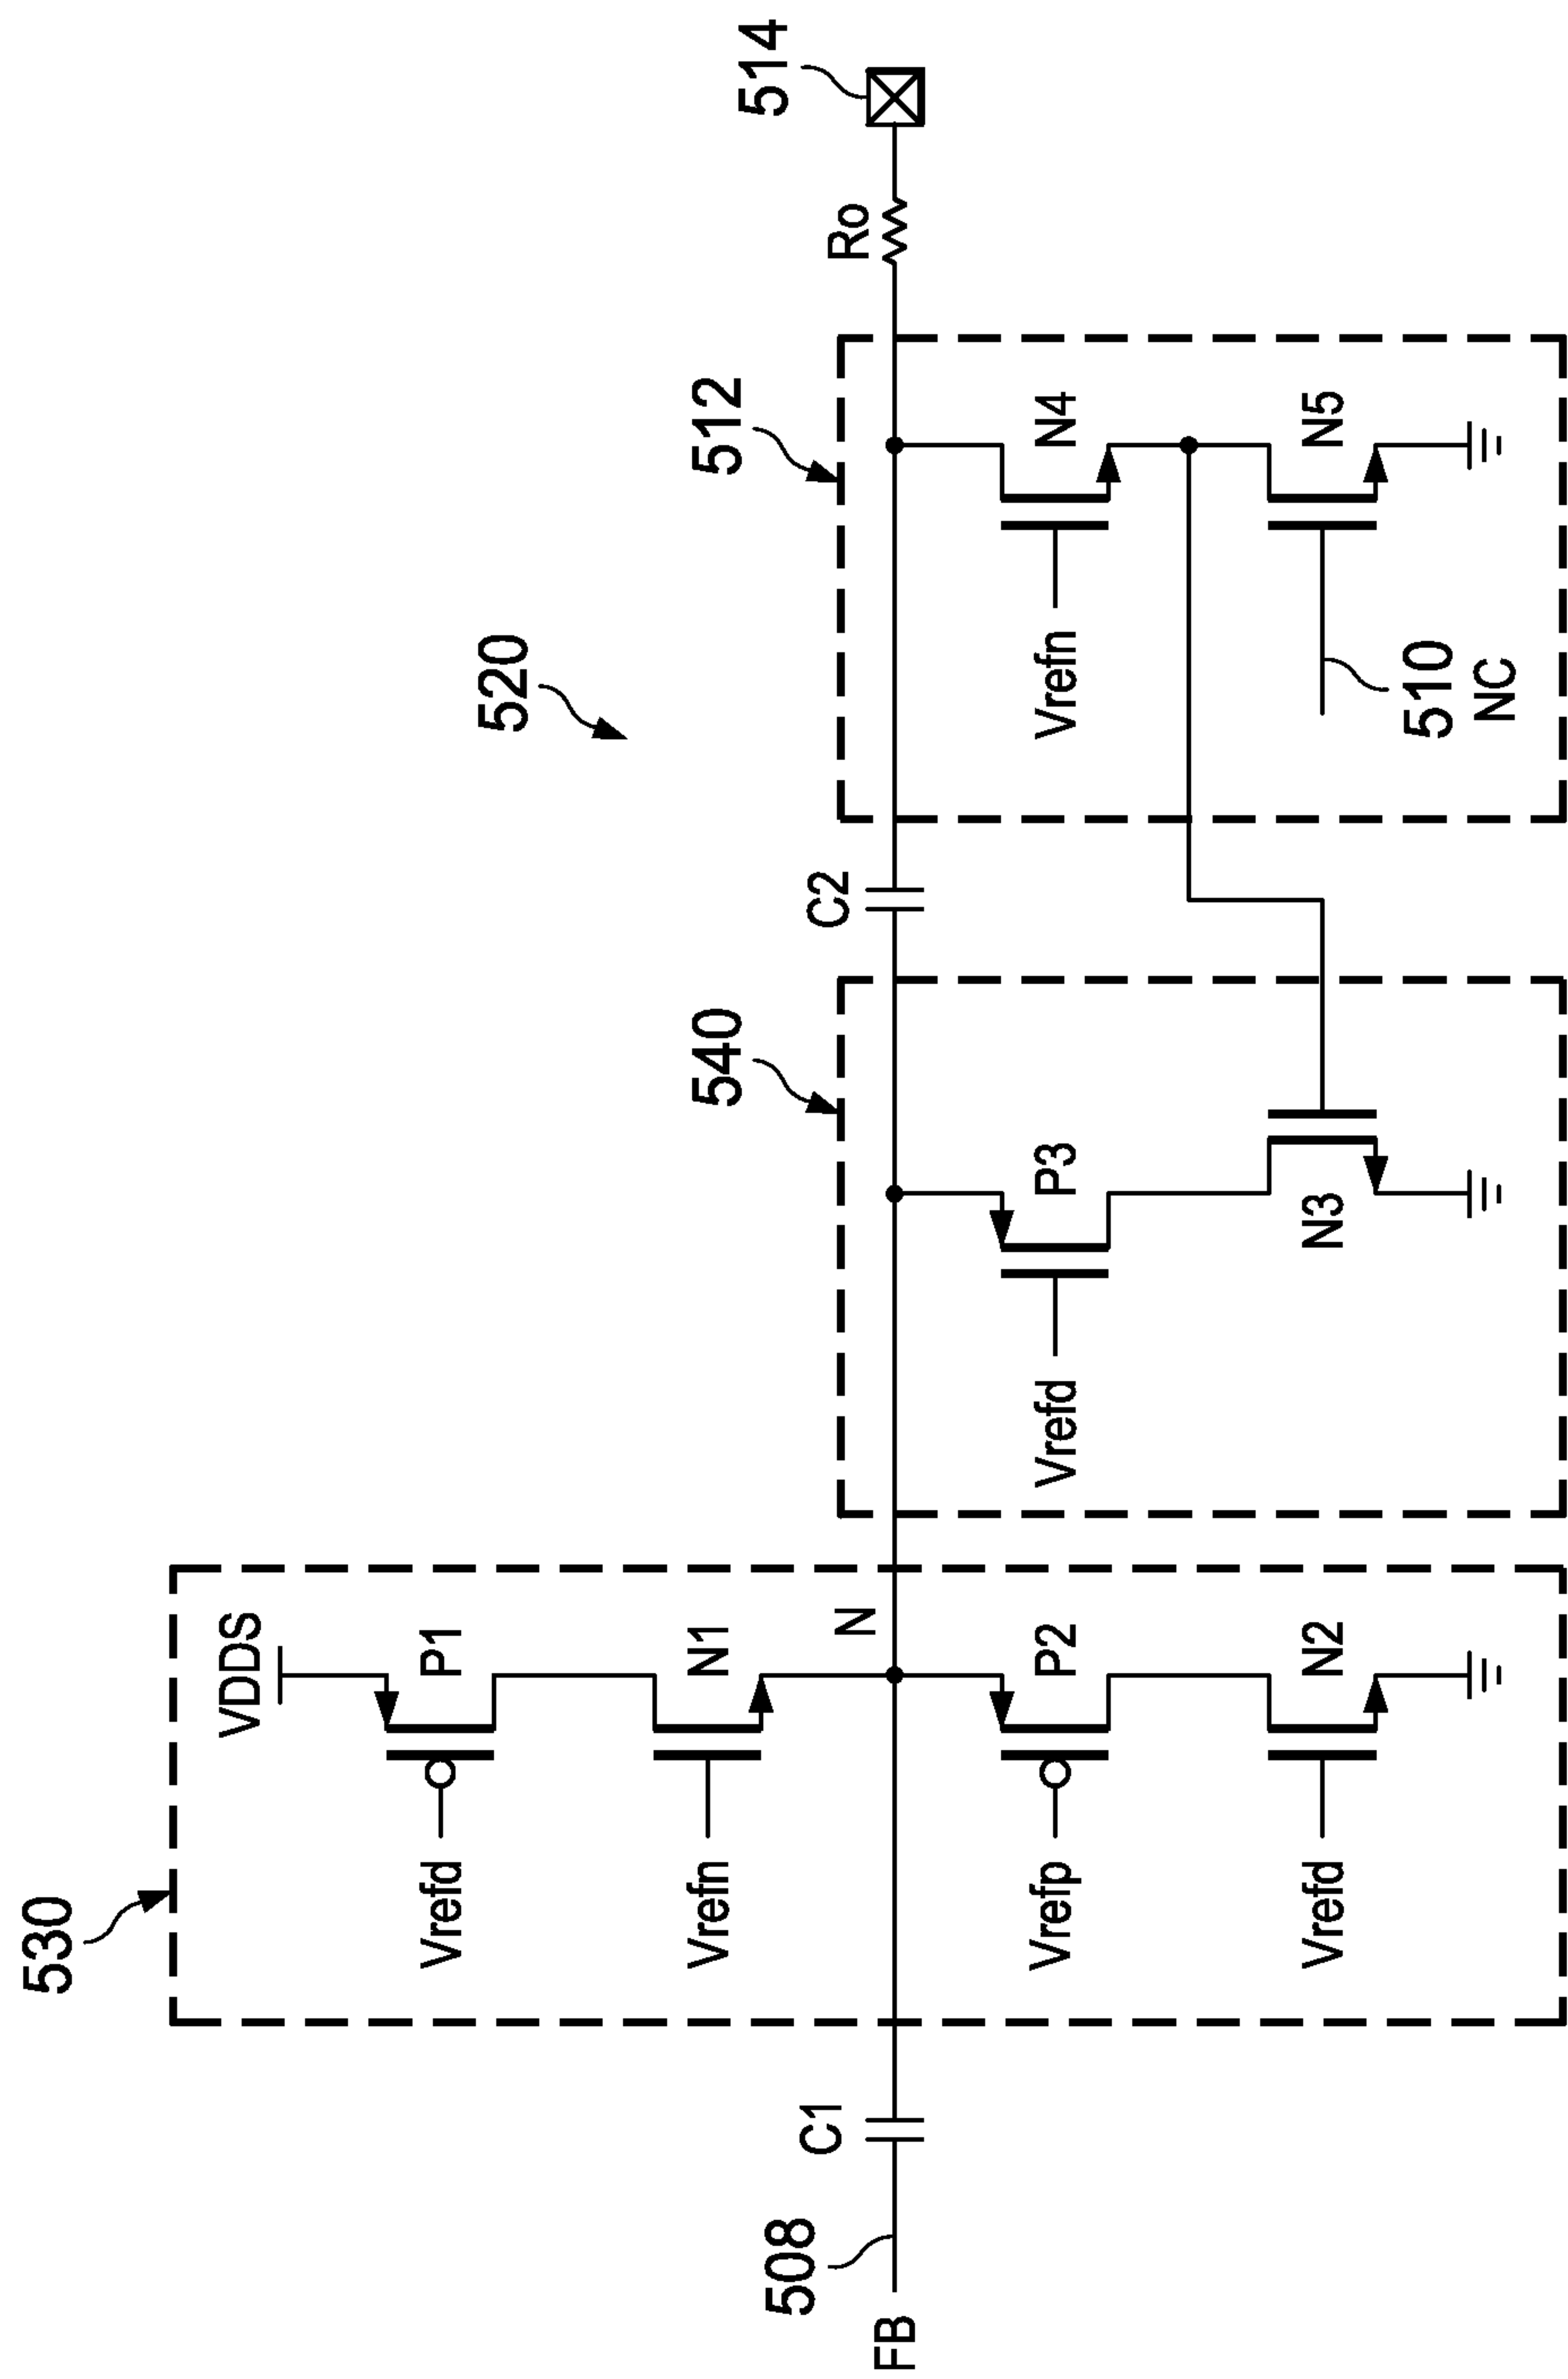 530
VDDS
Vrefd
P1
Vrefn
N1
N
Vrefp
P2
Vrefd
N2
FB
508
C1
540
Vrefd
P3
N3
C2
520
512
Vrefn
N4
N5
510
NC
Ro
514